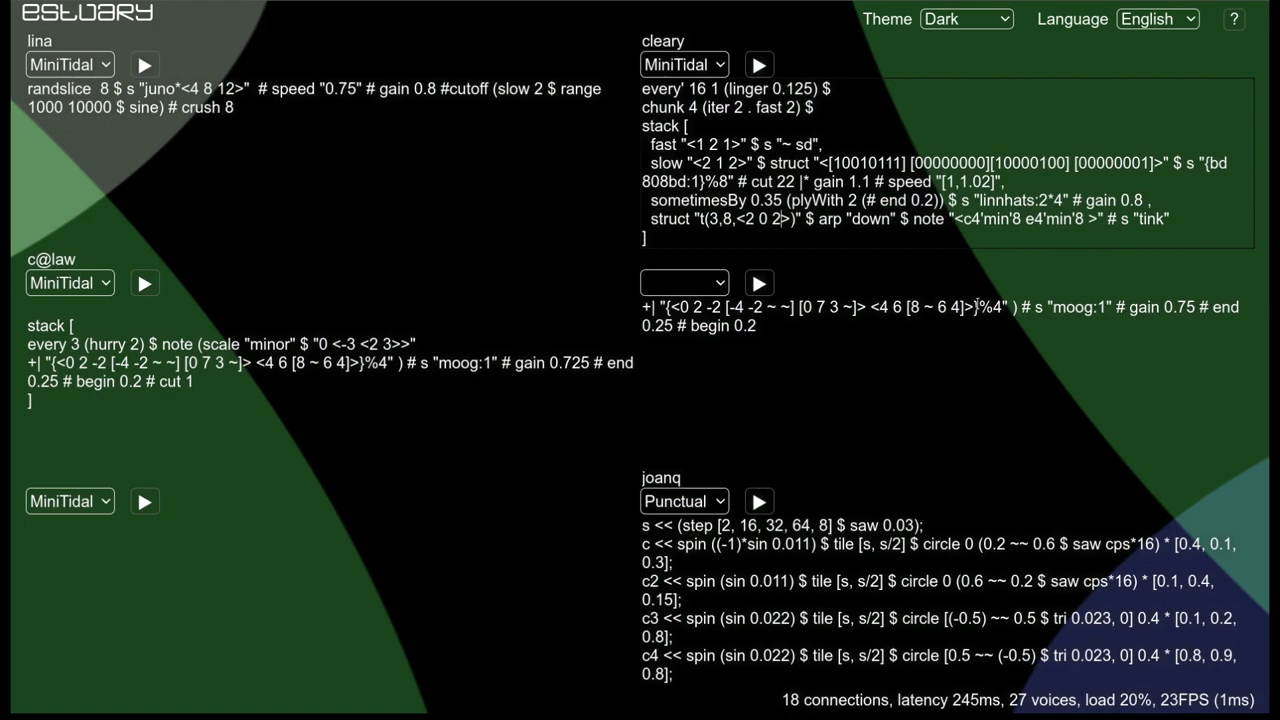 ESTUARY
Theme Dark Language English ?
lina
MiniTidal
randslice 8 $ s "juno*<4 8 12>" # speed "0.75" # gain 0.8 #cutoff (slow 2 $ range
1000 10000 $ sine) # crush 8
cleary
MiniTidal
every' 16 1 (linger 0.125) $
chunk 4 (iter 2 . fast 2) $
stack [
fast "<1 2 1>" $ s "~ sd",
slow "<2 1 2>" $ struct "<[10010111] [00000000][10000100] [00000001]>" $ s "{bd
808bd:1}%8" # cut 22 |* gain 1.1 # speed "[1,1.02]",
sometimesBy 0.35 (plyWith 2 (# end 0.2)) $ s "linnhats:2*4" # gain 0.8 ,
struct "t(3,8,<2 0 2>)" $ arp "down" $ note "<c4'min'8 e4'min'8 >" # s "tink"
]
c@law
MiniTidal
stack [
every 3 (hurry 2) $ note (scale "minor" $ "0 <-3 <2 3>>"
+| "{<0 2 -2 [-4 -2 ~ ~] [0 7 3 ~]> <4 6 [8 ~ 6 4]>}%4" ) # s "moog:1" # gain 0.725 # end
0.25 # begin 0.2 # cut 1
]
+| "{<0 2 -2 [-4 -2 ~ ~] [0 7 3 ~]> <4 6 [8 ~ 6 4]>}%4" ) # s "moog:1" # gain 0.75 # end
0.25 # begin 0.2
MiniTidal
joanq
Punctual
s << (step [2, 16, 32, 64, 8] $ saw 0.03);
c << spin ((-1)*sin 0.011) $ tile [s, s/2] $ circle 0 (0.2 ~~ 0.6 $ saw cps*16) * [0.4, 0.1,
0.3];
c2 << spin (sin 0.011) $ tile [s, s/2] $ circle 0 (0.6 ~~ 0.2 $ saw cps*16) * [0.1, 0.4,
0.15];
c3 << spin (sin 0.022) $ tile [s, s/2] $ circle [(-0.5) ~~ 0.5 $ tri 0.023, 0] 0.4 * [0.1, 0.2,
0.8];
c4 << spin (sin 0.022) $ tile [s, s/2] $ circle [0.5 ~~ (-0.5) $ tri 0.023, 0] 0.4 * [0.8, 0.9,
0.8];
18 connections, latency 245ms, 27 voices, load 20%, 23FPS (1ms)